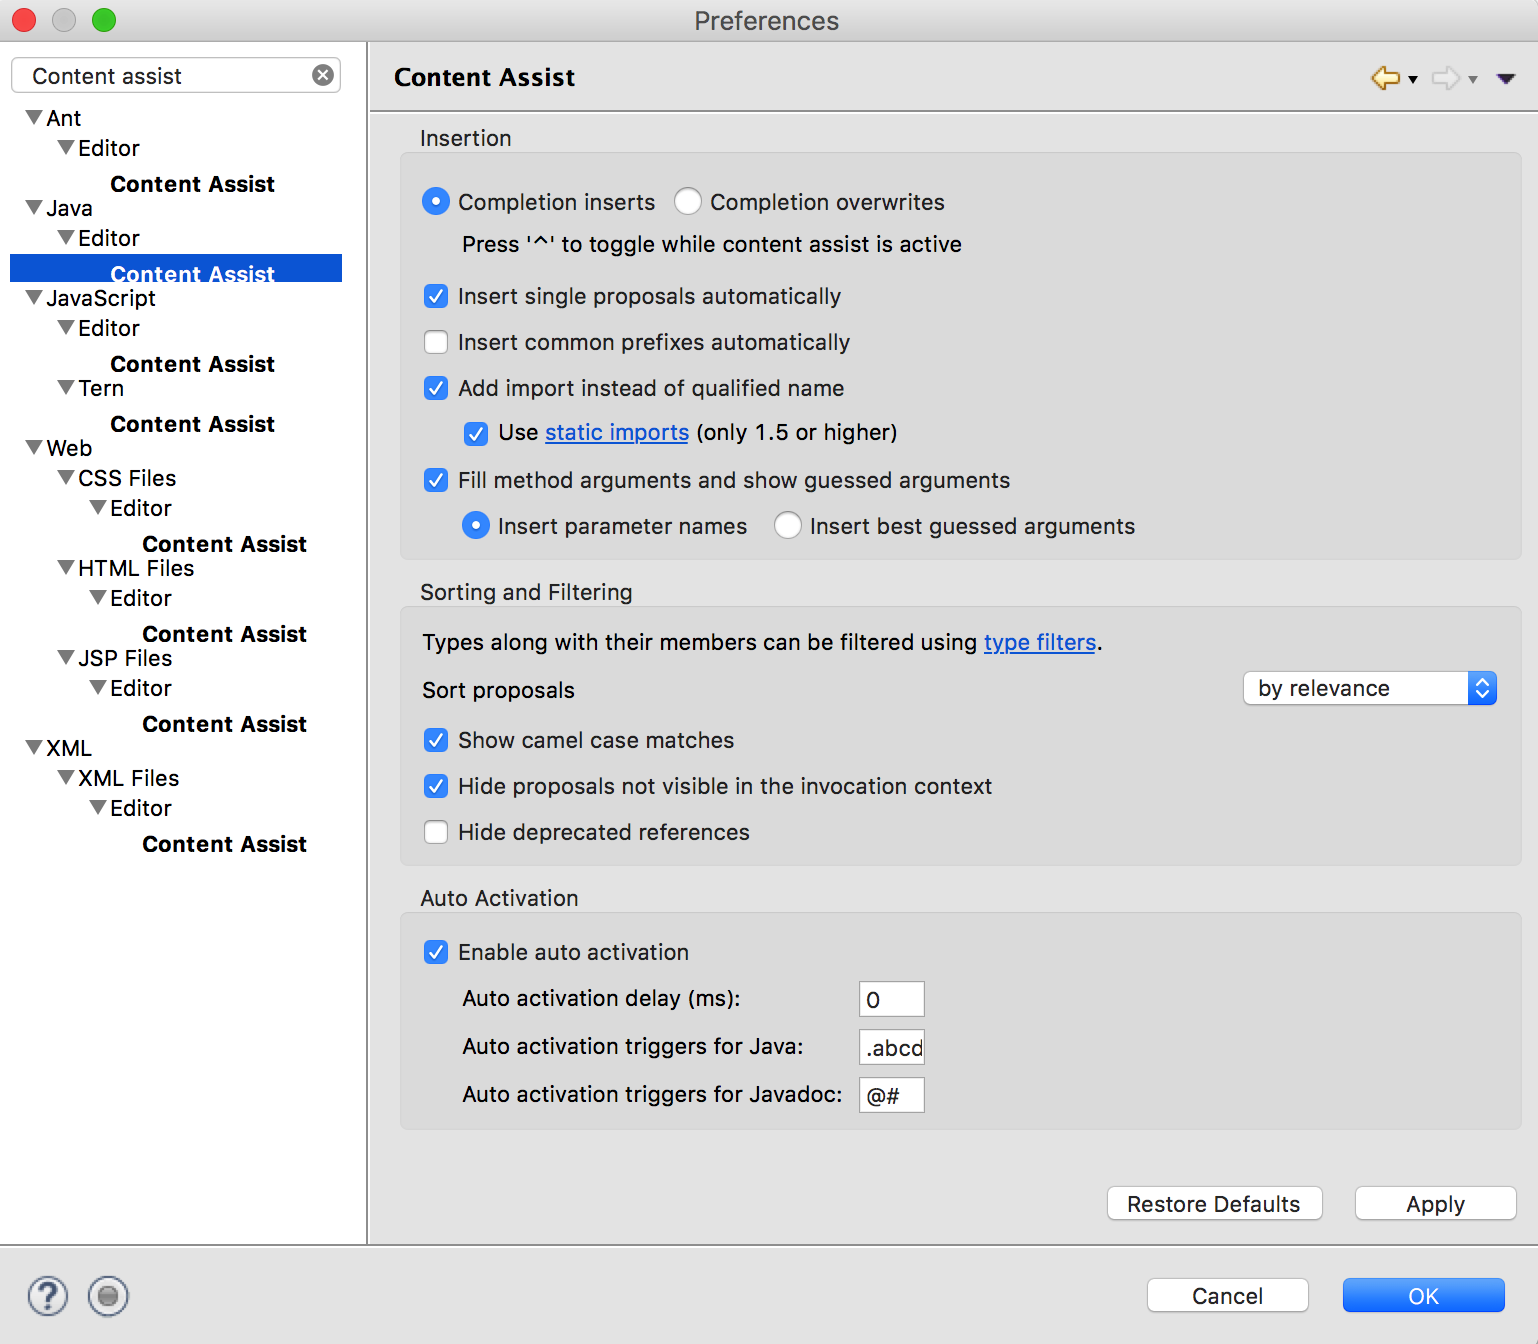 Preferences
Content assist
Ant
Editor
Content Assist
Java
Editor
Content Assist
JavaScript
Editor
Content Assist
Tern
Content Assist
Web
CSS Files
Editor
Content Assist
HTML Files
Editor
Content Assist
JSP Files
Editor
Content Assist
XML
XML Files
Editor
Content Assist
Content Assist
Insertion
Completion inserts Completion overwrites
Press '^' to toggle while content assist is active
Insert single proposals automatically
Insert common prefixes automatically
Add import instead of qualified name
Use static imports (only 1.5 or higher)
Fill method arguments and show guessed arguments
Insert parameter names Insert best guessed arguments
Sorting and Filtering
Types along with their members can be filtered using type filters.
Sort proposals by relevance
Show camel case matches
Hide proposals not visible in the invocation context
Hide deprecated references
Auto Activation
Enable auto activation
Auto activation delay (ms): 0
Auto activation triggers for Java: .abcd
Auto activation triggers for Javadoc: @#
Restore Defaults Apply
? Cancel OK